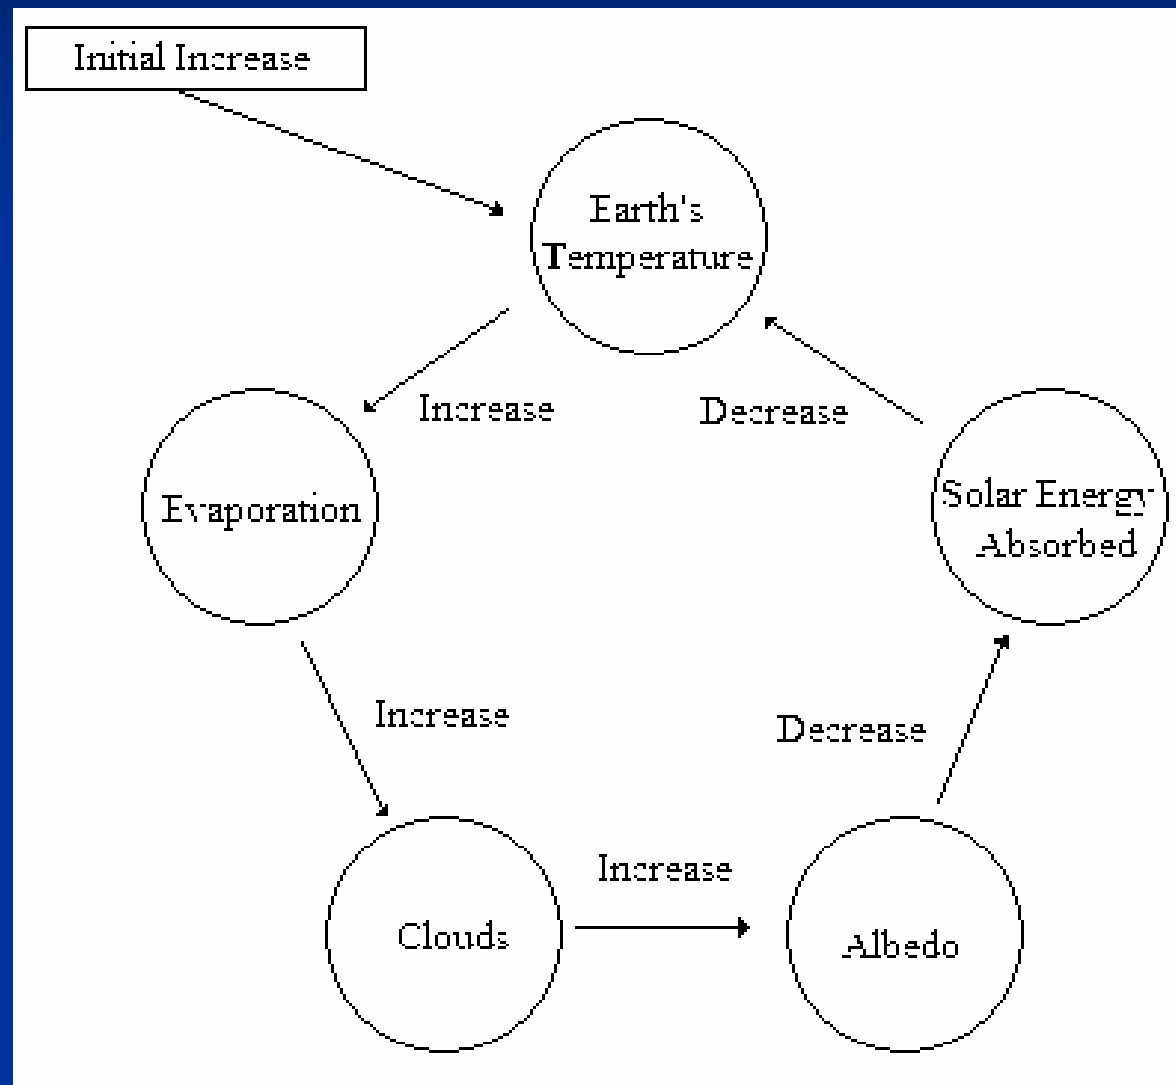 Initial Increase
Earth's
Temperature
Increase
Decrease
Evaporation
Solar Energy
Absorbed
Increase
Decrease
Increase
Clouds
Albedo